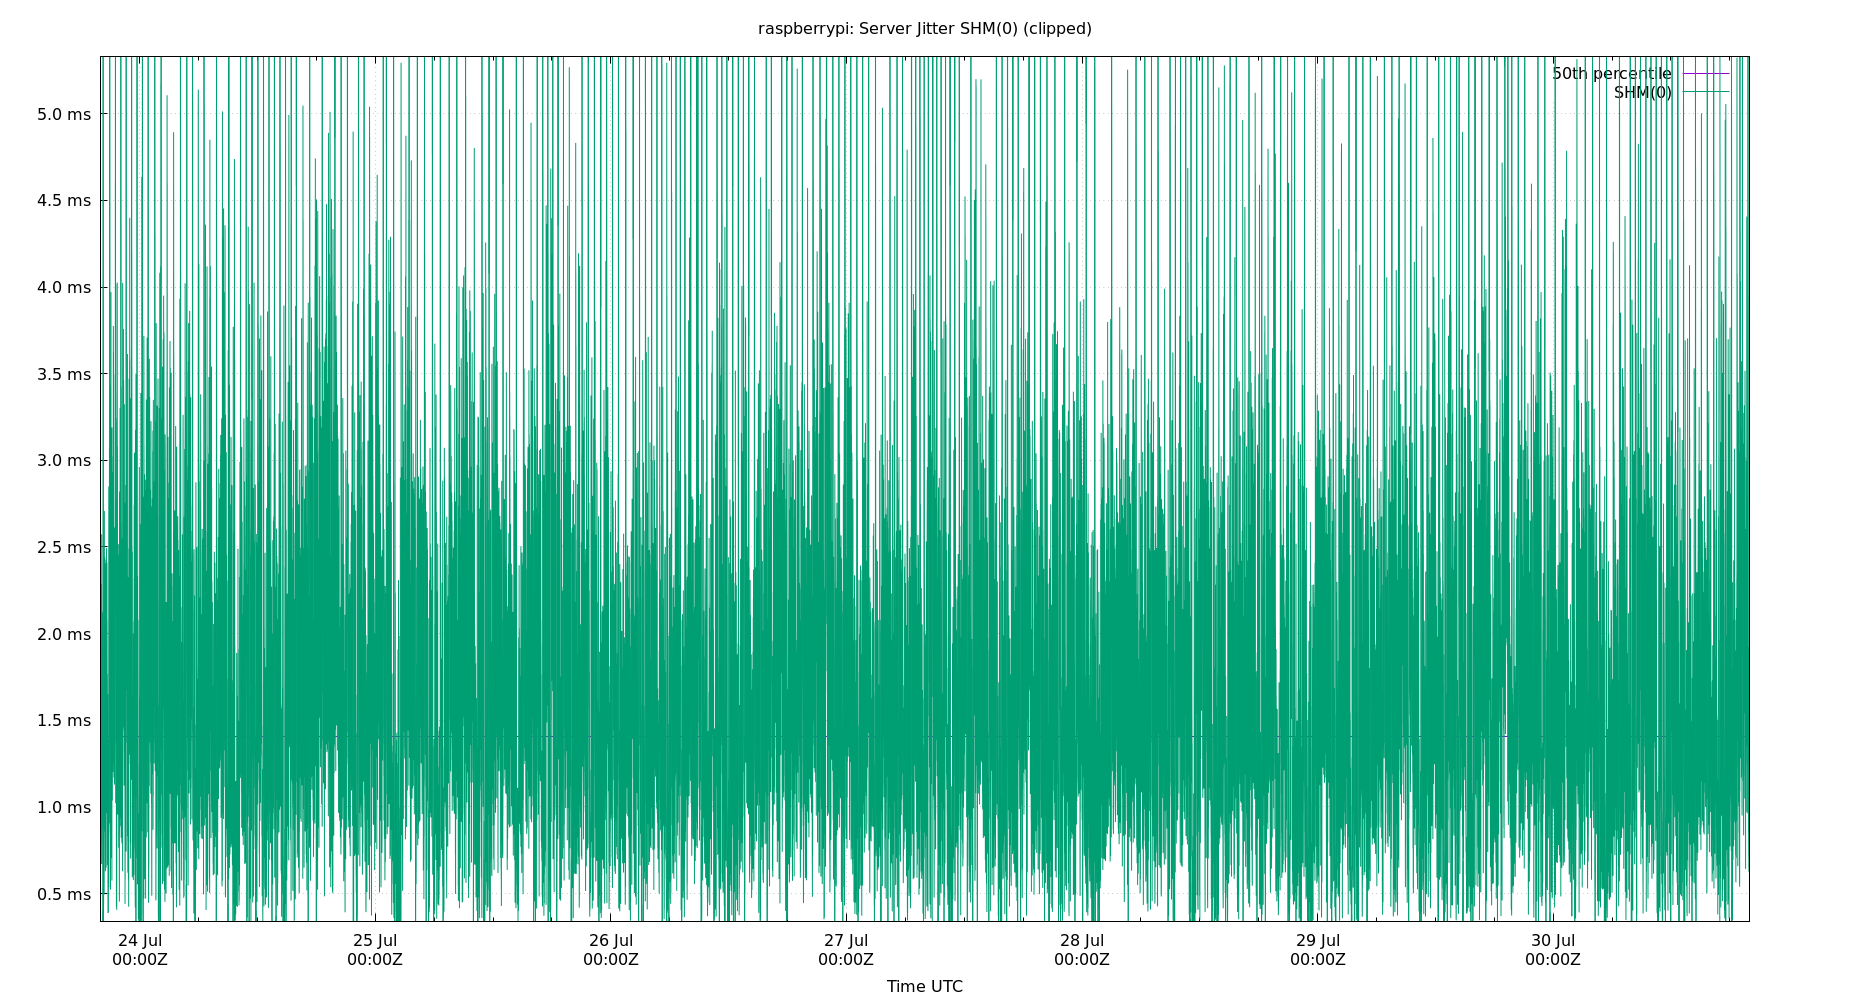 raspberrypi: Server Jitter SHM(0) (clipped)
50th percentile
SHM(0)
5.0 ms
4.5 ms
4.0 ms
3.5 ms
3.0 ms
2.5 ms
2.0 ms
1.5 ms
1.0 ms
0.5 ms
24 Jul 25 Jul 26 Jul 27 Jul 28 Jul 29 Jul 30 Jul
00:00Z 00:00Z 00:00Z 00:00Z 00:00Z 00:00Z 00:00Z
Time UTC